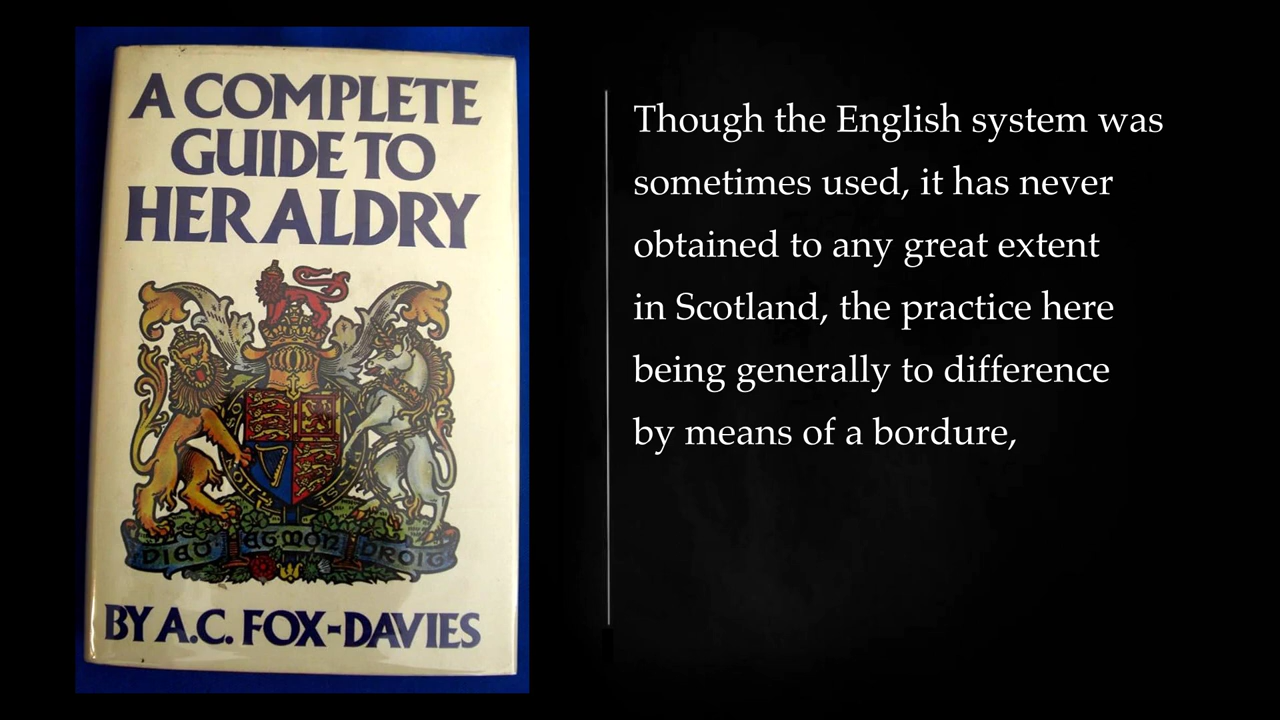 A COMPLETE
GUIDE TO
HERALDRY
DIEU ET MON DROIT
BY A.C. FOX-DAVIES
Though the English system was
sometimes used, it has never
obtained to any great extent
in Scotland, the practice here
being generally to difference
by means of a bordure,